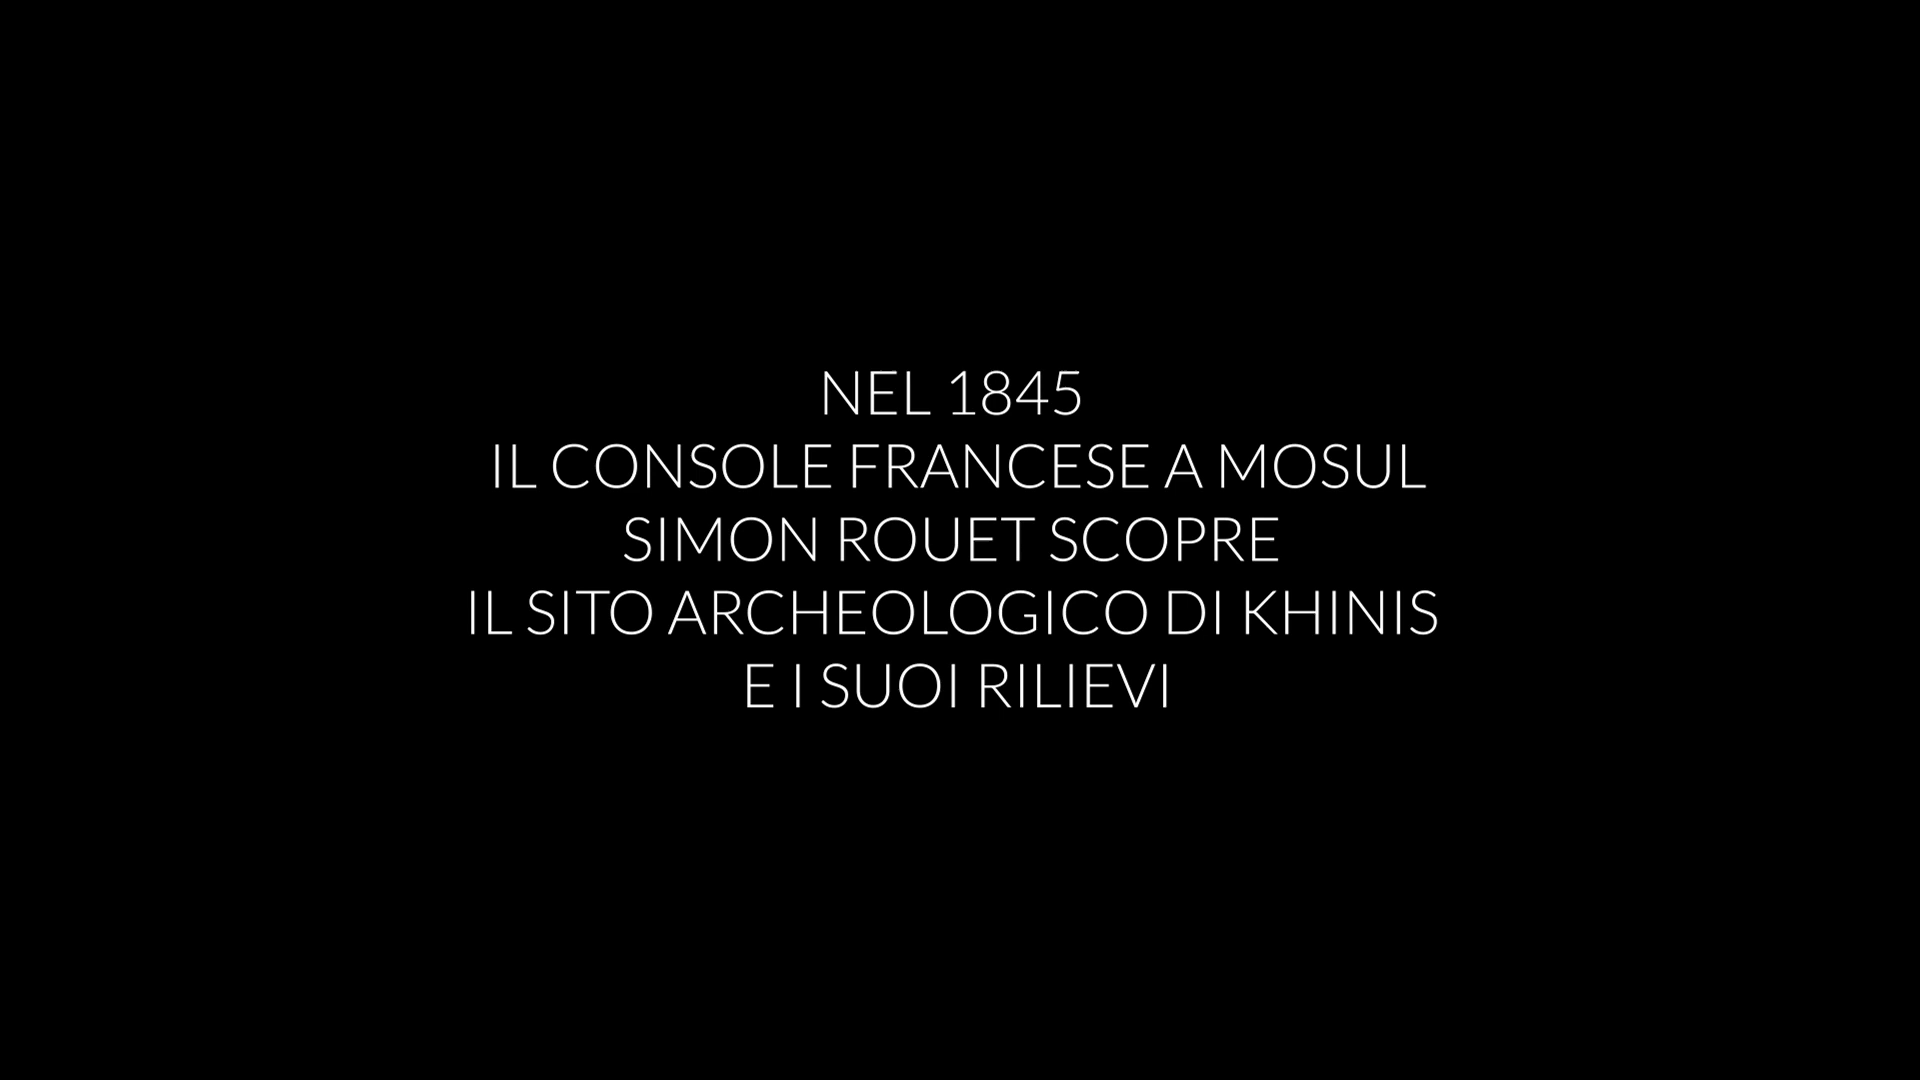 NEL 1845
IL CONSOLE FRANCESE A MOSUL
SIMON ROUET SCOPRE
IL SITO ARCHEOLOGICO DI KHINIS
E I SUOI RILIEVI